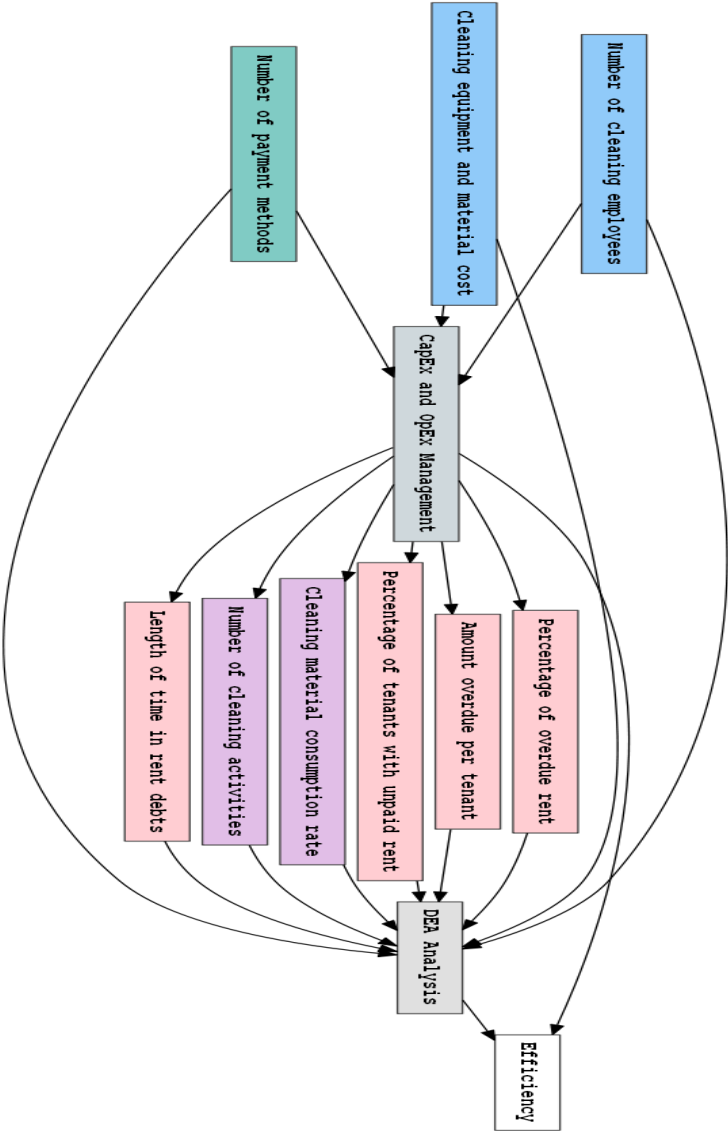 Number of cleaning employees
Cleaning equipment and material cost
Number of payment methods
CapEx and OpEx Management
Percentage of overdue rent
Amount overdue per tenant
Percentage of tenants with unpaid rent
Cleaning material consumption rate
Number of cleaning activities
Length of time in rent debts
DEA Analysis
Efficiency